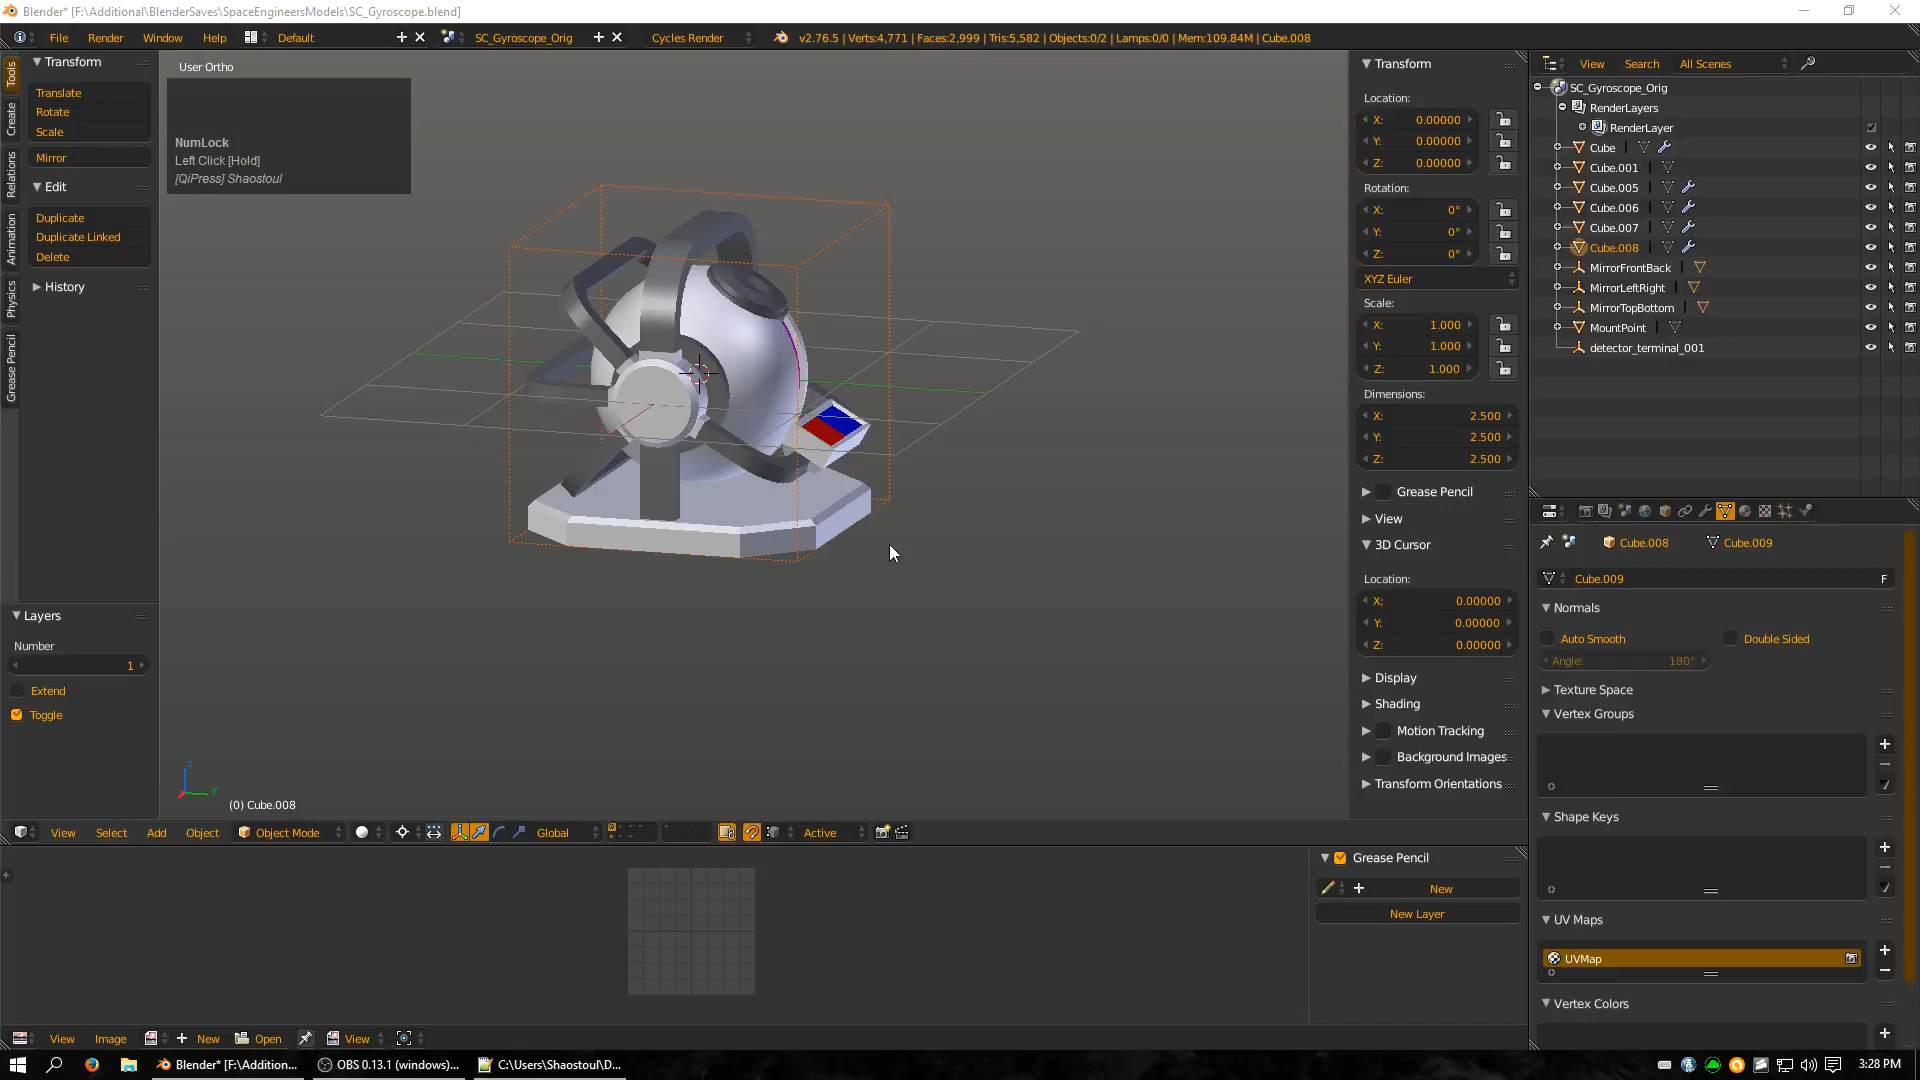 Blender* [F:\Additional\BlenderSaves\SpaceEngineersModels\SC_Gyroscope.blend]
File Render Window Help Default SC_Gyroscope_Orig Cycles Render v2.76.5 | Verts:4,771 | Faces:2,999 | Tris:5,582 | Objects:0/2 | Lamps:0/0 | Mem:109.84M | Cube.008
Tools
Create
Relations
Animation
Physics
Grease Pencil
Transform
Translate
Rotate
Scale
Mirror
Edit
Duplicate
Duplicate Linked
Delete
History
Layers
Number
1
Extend
Toggle
User Ortho
NumLock
Left Click [Hold]
[QiPress] Shaostoul
z
y
(0) Cube.008
Transform
Location:
X: 0.00000
Y: 0.00000
Z: 0.00000
Rotation:
X: 0°
Y: 0°
Z: 0°
XYZ Euler
Scale:
X: 1.000
Y: 1.000
Z: 1.000
Dimensions:
X: 2.500
Y: 2.500
Z: 2.500
Grease Pencil
View
3D Cursor
Location:
X: 0.00000
Y: 0.00000
Z: 0.00000
Display
Shading
Motion Tracking
Background Images
Transform Orientations
View Search All Scenes
SC_Gyroscope_Orig
RenderLayers
RenderLayer
Cube
Cube.001
Cube.005
Cube.006
Cube.007
Cube.008
MirrorFrontBack
MirrorLeftRight
MirrorTopBottom
MountPoint
detector_terminal_001
Cube.008 Cube.009
Cube.009 F
Normals
Auto Smooth Double Sided
Angle: 180°
Texture Space
Vertex Groups
Shape Keys
UV Maps
UVMap
Vertex Colors
View Select Add Object Object Mode Global Active
Grease Pencil
New
New Layer
View Image New Open View
Blender* [F:\Addition... OBS 0.13.1 (windows)... C:\Users\Shaostoul\D... 3:28 PM